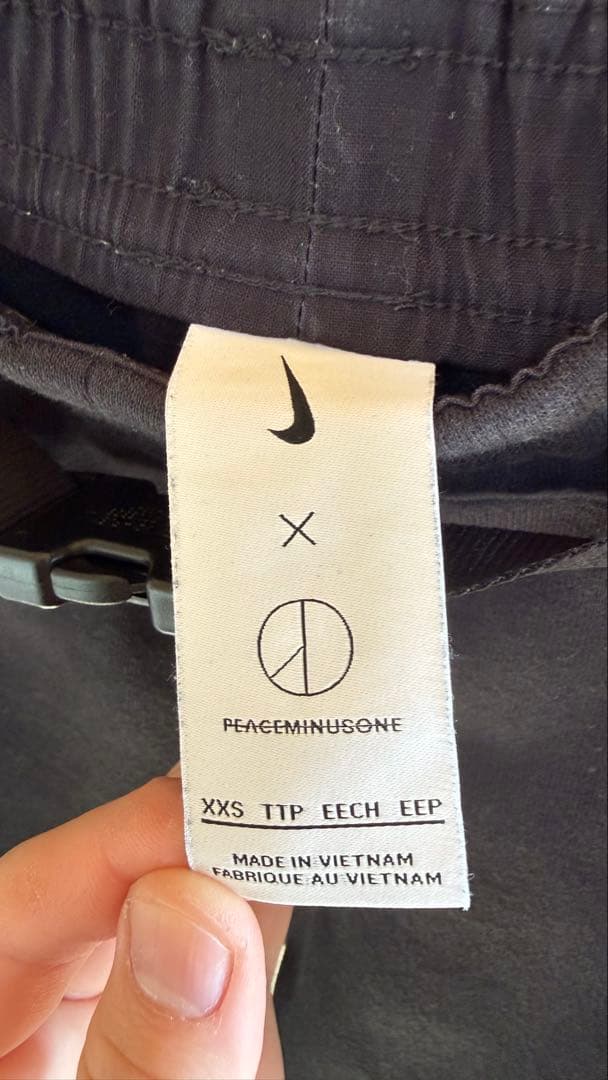 X
PEACEMINUSONE
XXS TTP EECH EEP
MADE IN VIETNAM
FABRIQUE AU VIETNAM